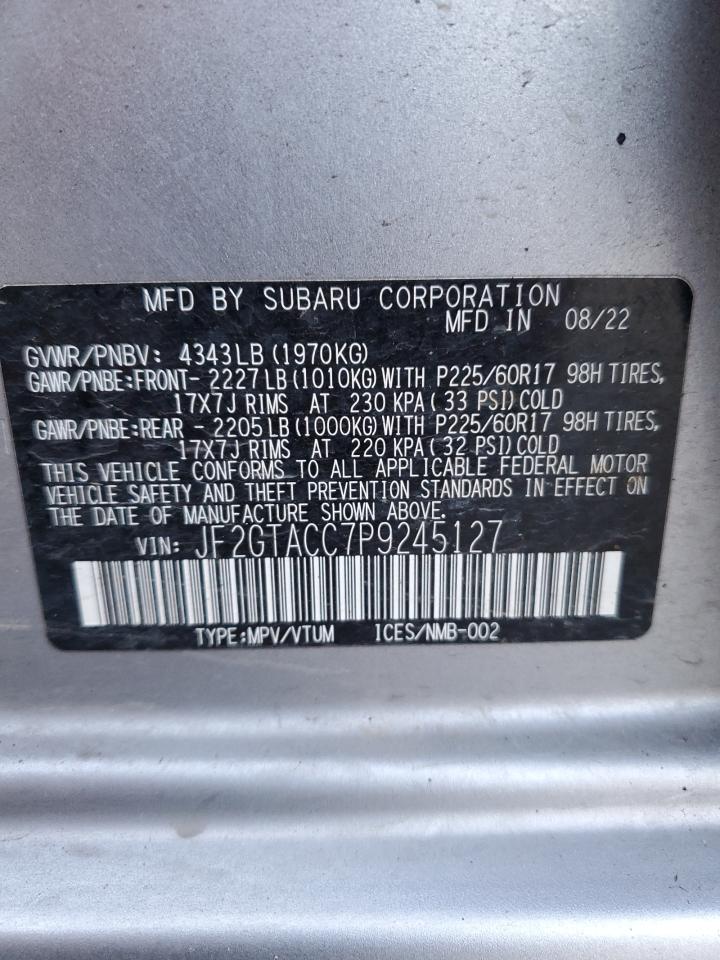 MFD BY SUBARU CORPORATION
MFD IN 08/22
GVWR/PNBV: 4343LB (1970KG)
GAWR/PNBE:FRONT- 2227LB(1010KG)WITH P225/60R17 98H TIRES,
17X7J RIMS AT 230 KPA( 33 PSI)COLD
GAWR/PNBE:REAR - 2205LB(1000KG)WITH P225/60R17 98H TIRES,
17X7J RIMS AT 220 KPA( 32 PSI)COLD
THIS VEHICLE CONFORMS TO ALL APPLICABLE FEDERAL MOTOR
VEHICLE SAFETY AND THEFT PREVENTION STANDARDS IN EFFECT ON
THE DATE OF MANUFACTURE SHOWN ABOVE.
VIN: JF2GTACC7P9245127
TYPE:MPV/VTUM ICES/NMB-002